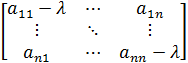 a₁₁ − λ ⋯ a₁ₙ
⋮ ⋱ ⋮
aₙ₁ ⋯ aₙₙ − λ